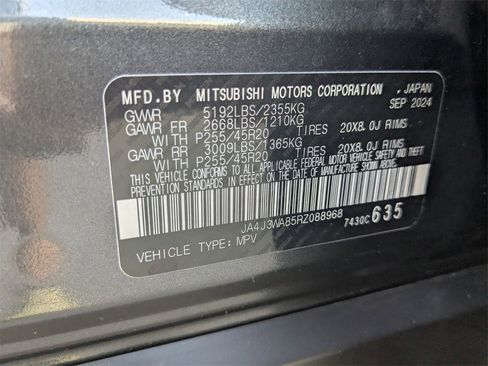 MFD.BY MITSUBISHI MOTORS CORPORATION . JAPAN
GVWR 5192LBS/2355KG SEP 2024
GAWR FR 2668LBS/1210KG
WITH P255/45R20 TIRES 20X8.0J RIMS
GAWR RR 3009LBS/1365KG
WITH P255/45R20 TIRES 20X8.0J RIMS
THIS VEHICLE CONFORMS TO ALL APPLICABLE FEDERAL MOTOR VEHICLE SAFETY AND THEFT
PREVENTION STANDARDS IN EFFECT ON THE DATE OF MANUFACTURE SHOWN ABOVE.
JA4J3WA85RZ088968
7430C 635
VEHICLE TYPE: MPV